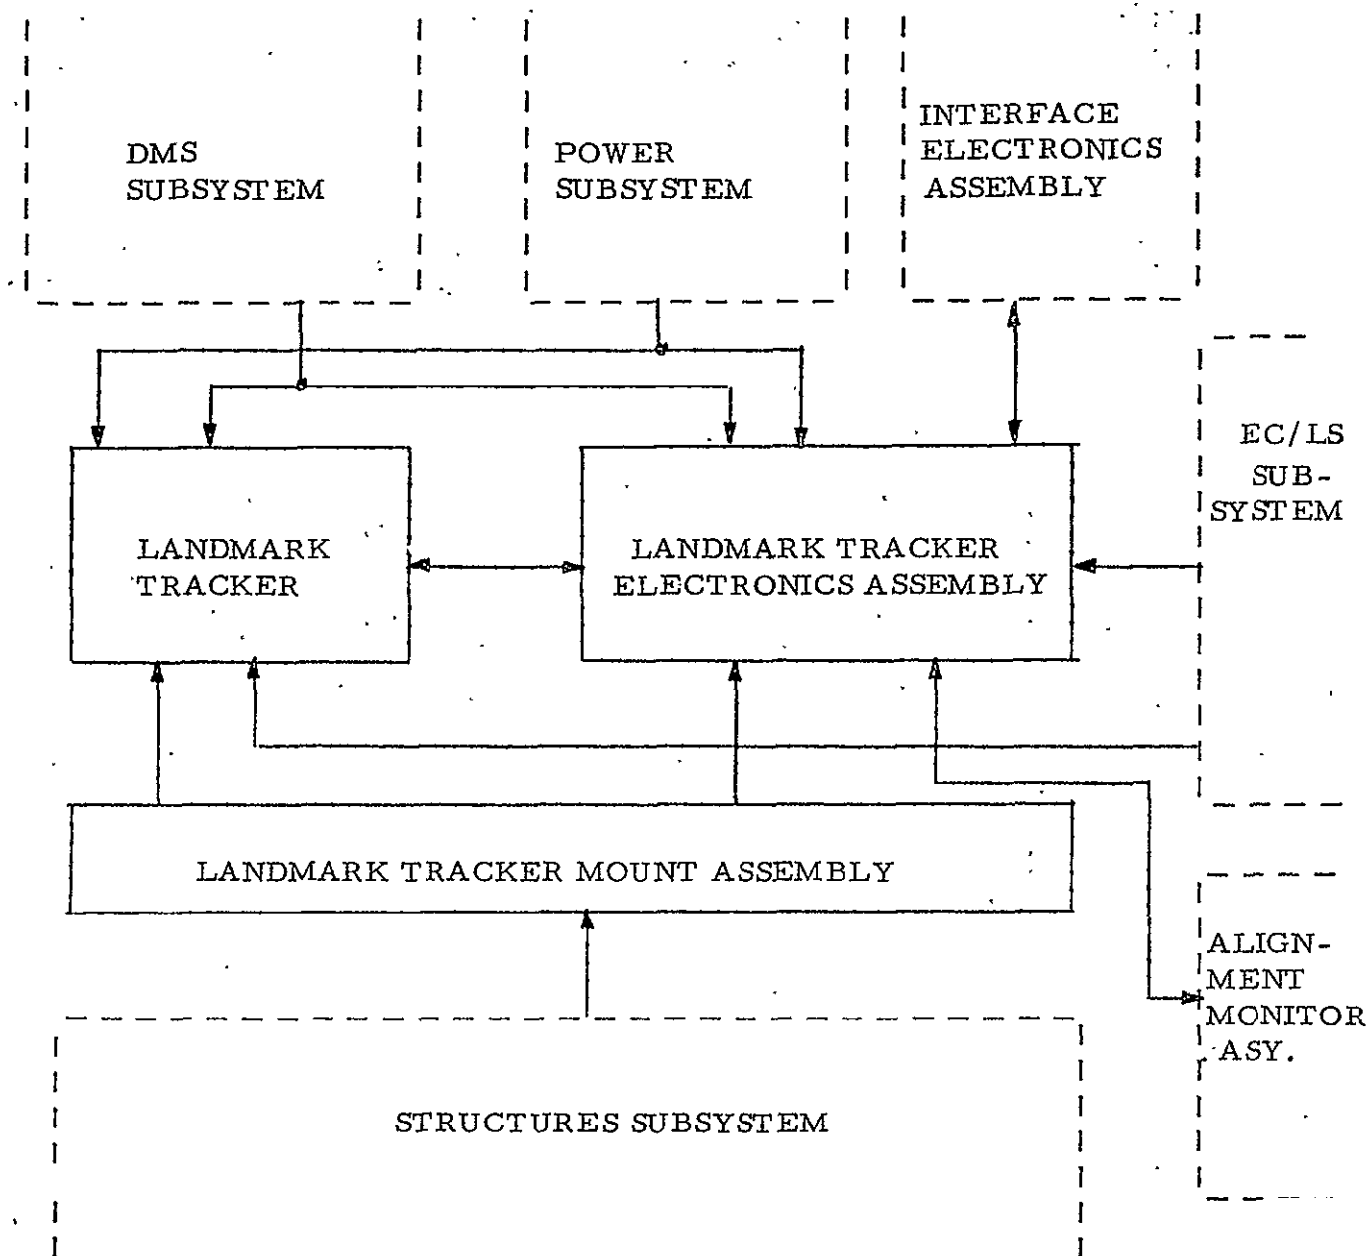 DMS
SUBSYSTEM
POWER
SUBSYSTEM
INTERFACE
ELECTRONICS
ASSEMBLY
EC/LS
SUB-
SYSTEM
LANDMARK
TRACKER
LANDMARK TRACKER
ELECTRONICS ASSEMBLY
LANDMARK TRACKER MOUNT ASSEMBLY
ALIGN-
MENT
MONITOR
ASY.
STRUCTURES SUBSYSTEM